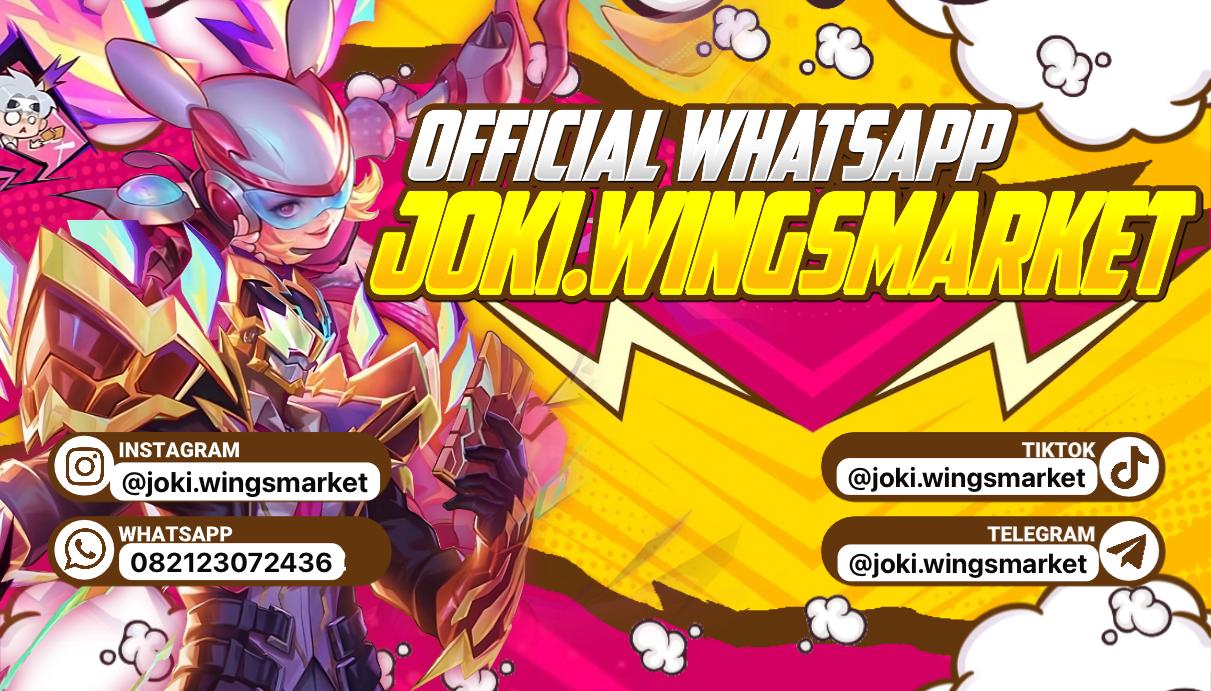 OFFICIAL WHATSAPP
JOKI.WINGSMARKET
INSTAGRAM
@joki.wingsmarket
WHATSAPP
082123072436
TIKTOK
@joki.wingsmarket
TELEGRAM
@joki.wingsmarket